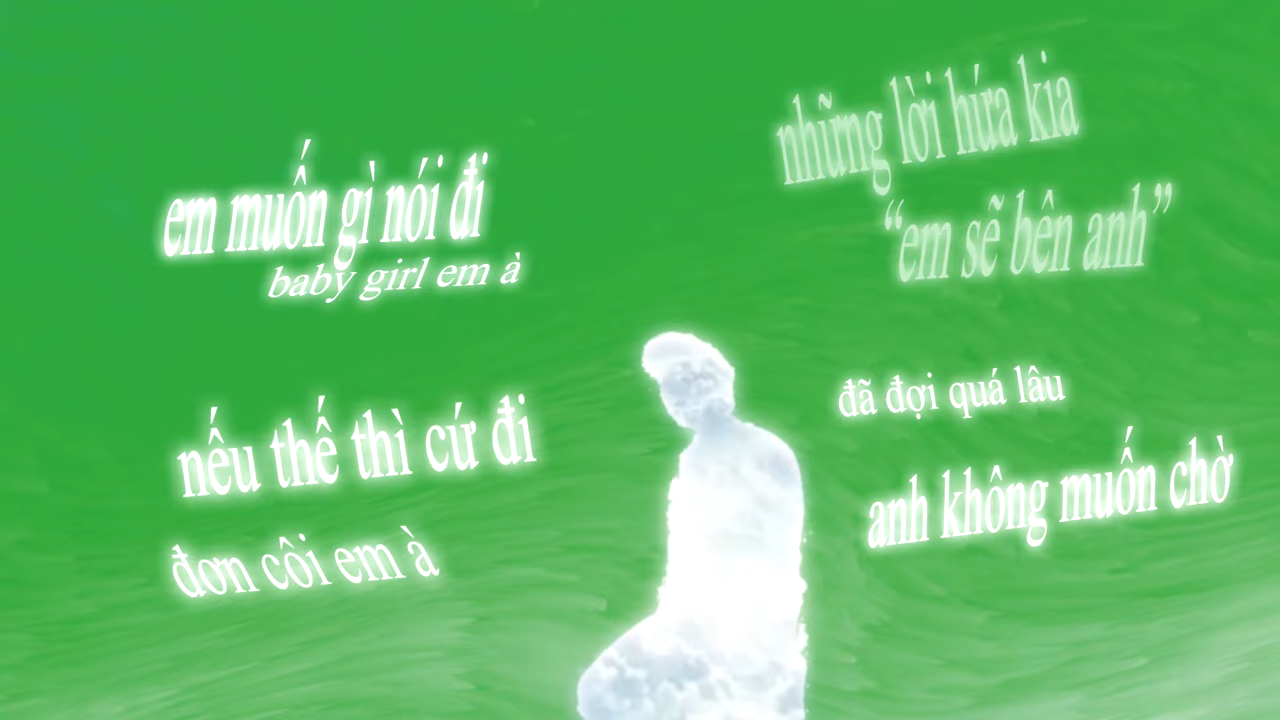 em muốn gì nói đi
baby girl em à
nếu thế thì cứ đi
đơn côi em à
những lời hứa kia
“em sẽ bên anh”
đã đợi quá lâu
anh không muốn chờ